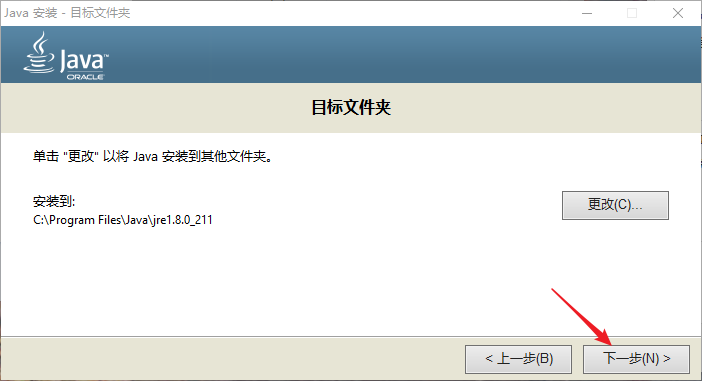 Java 安装 - 目标文件夹
Java™
ORACLE
目标文件夹
单击 "更改" 以将 Java 安装到其他文件夹。
安装到:
C:\Program Files\Java\jre1.8.0_211
更改(C)...
< 上一步(B)
下一步(N) >